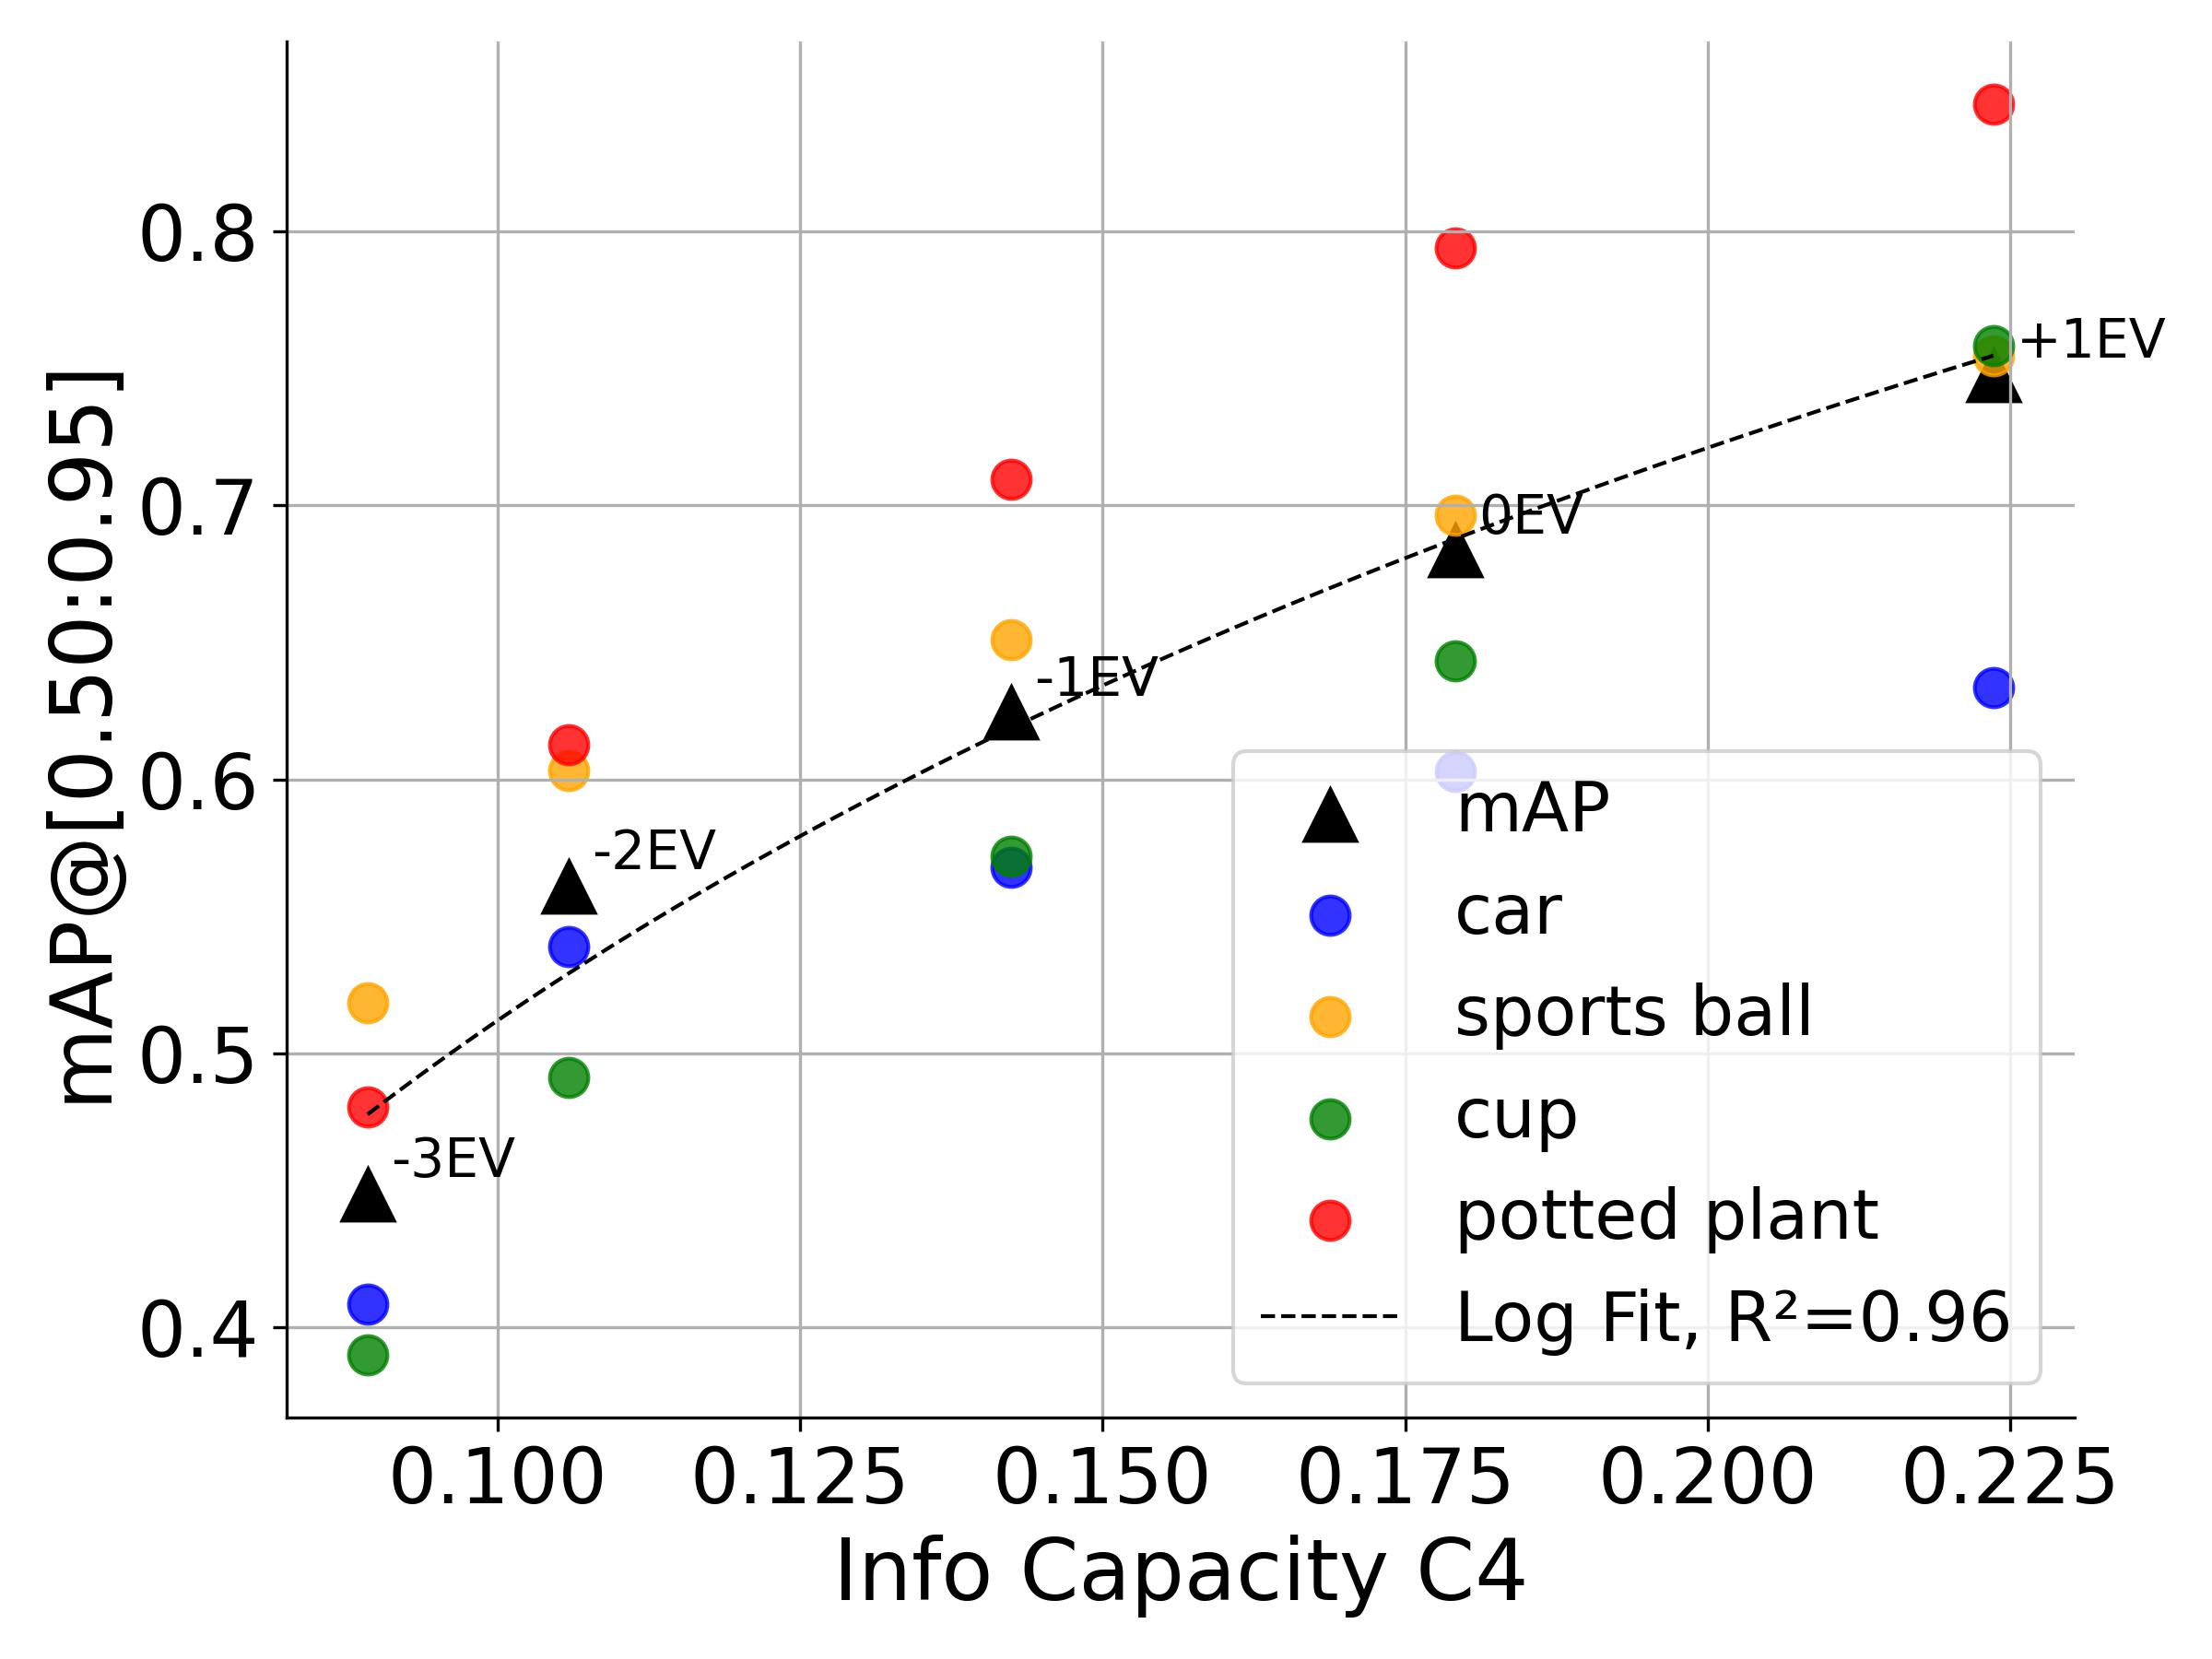 mAP@[0.50:0.95]
0.8
0.7
0.6
0.5
0.4
+1EV
0EV
-1EV
-2EV
-3EV
mAP
car
sports ball
cup
potted plant
Log Fit, R²=0.96
0.100 0.125 0.150 0.175 0.200 0.225
Info Capacity C4